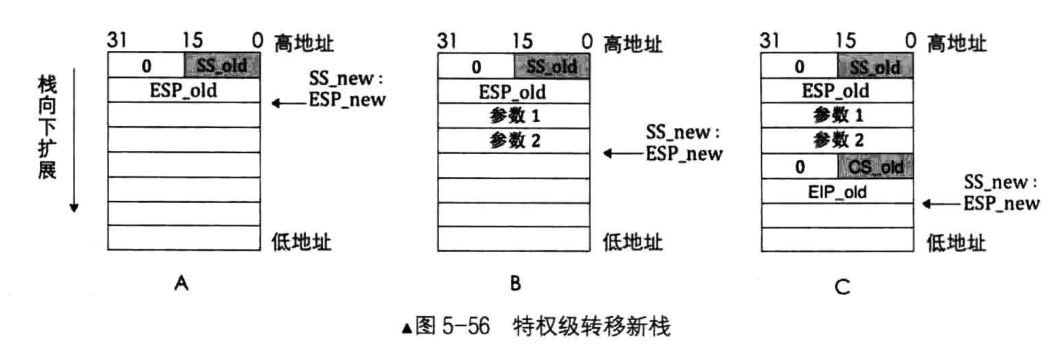 31 15 0 高地址
0 SS_old
ESP_old
SS_new:
ESP_new
栈向下扩展
低地址
A
31 15 0 高地址
0 SS_old
ESP_old
参数 1
参数 2
SS_new:
ESP_new
低地址
B
31 15 0 高地址
0 SS_old
ESP_old
参数 1
参数 2
0 CS_old
EIP_old
SS_new:
ESP_new
低地址
C
▲图 5-56 特权级转移新栈